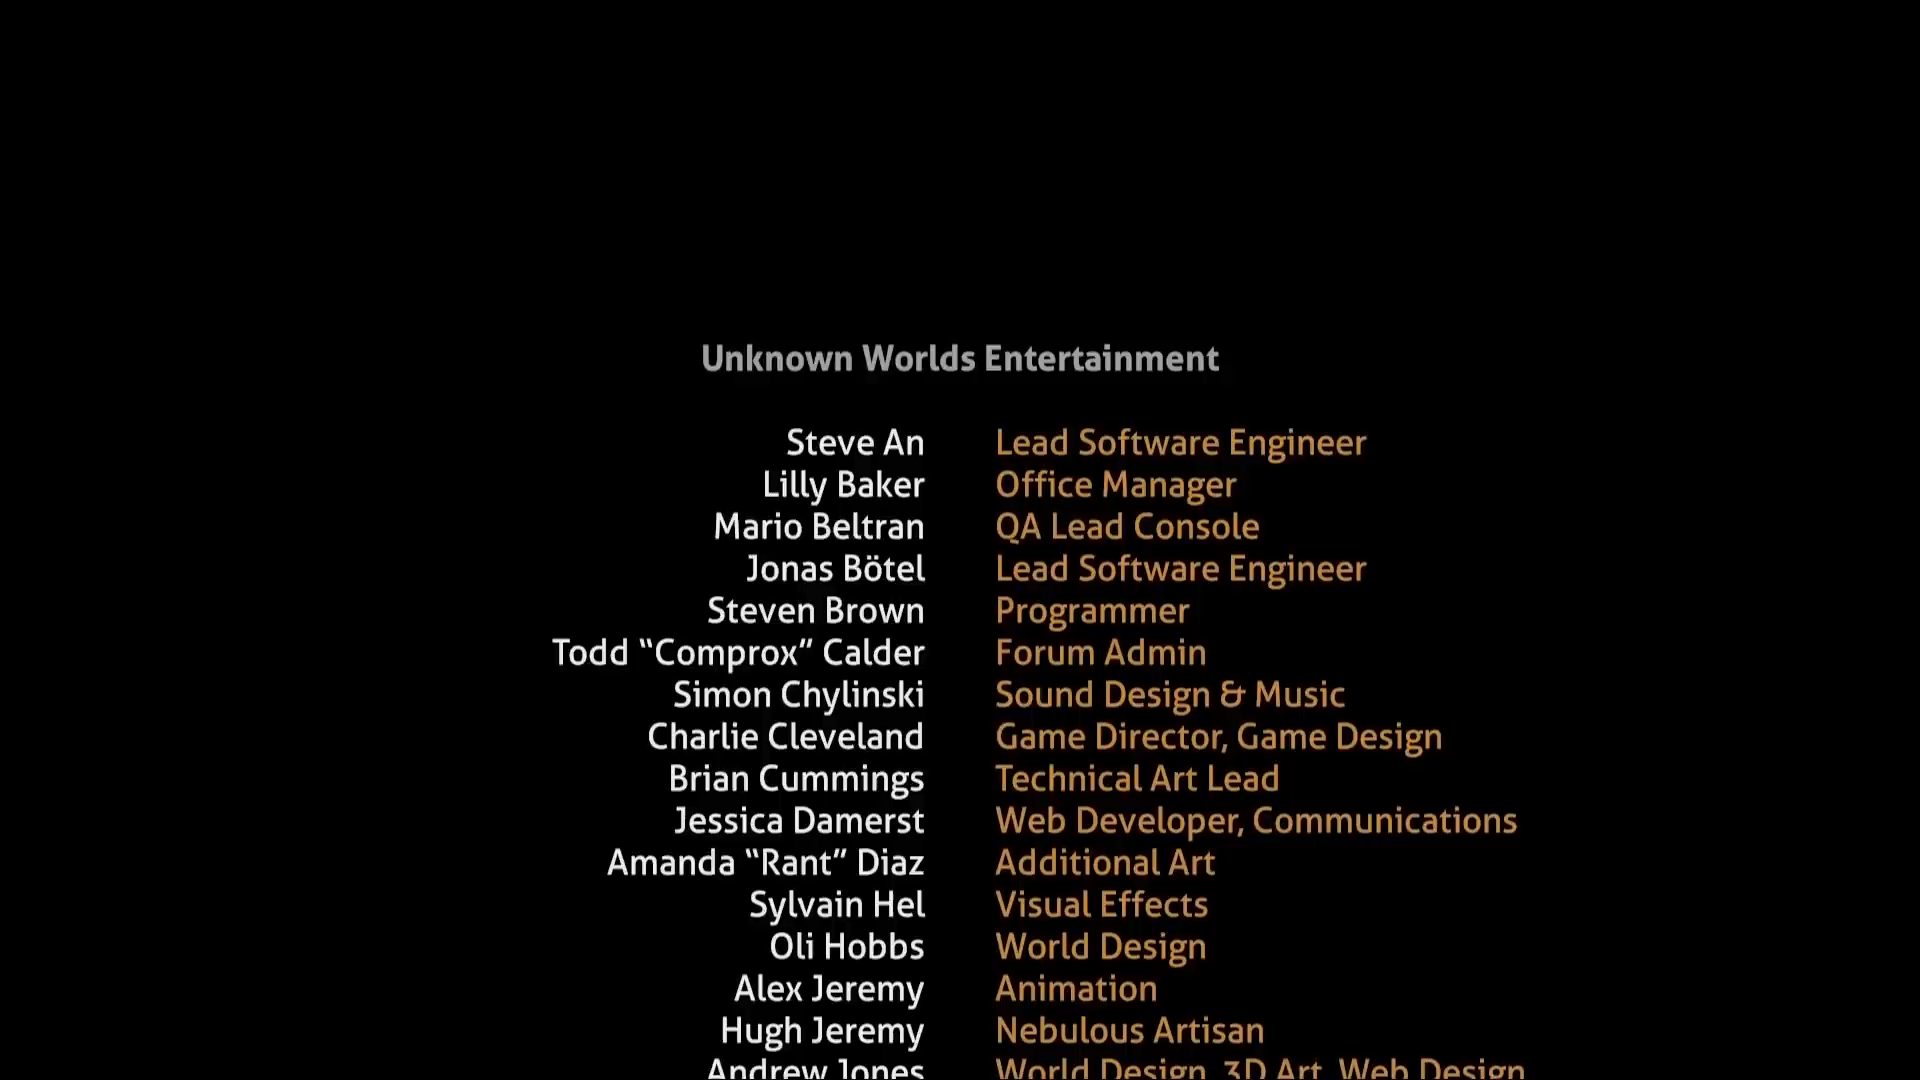 Unknown Worlds Entertainment
Steve An Lead Software Engineer
Lilly Baker Office Manager
Mario Beltran QA Lead Console
Jonas Bötel Lead Software Engineer
Steven Brown Programmer
Todd “Comprox” Calder Forum Admin
Simon Chylinski Sound Design & Music
Charlie Cleveland Game Director, Game Design
Brian Cummings Technical Art Lead
Jessica Damerst Web Developer, Communications
Amanda “Rant” Diaz Additional Art
Sylvain Hel Visual Effects
Oli Hobbs World Design
Alex Jeremy Animation
Hugh Jeremy Nebulous Artisan
Andrew Jones World Design, 3D Art, Web Design